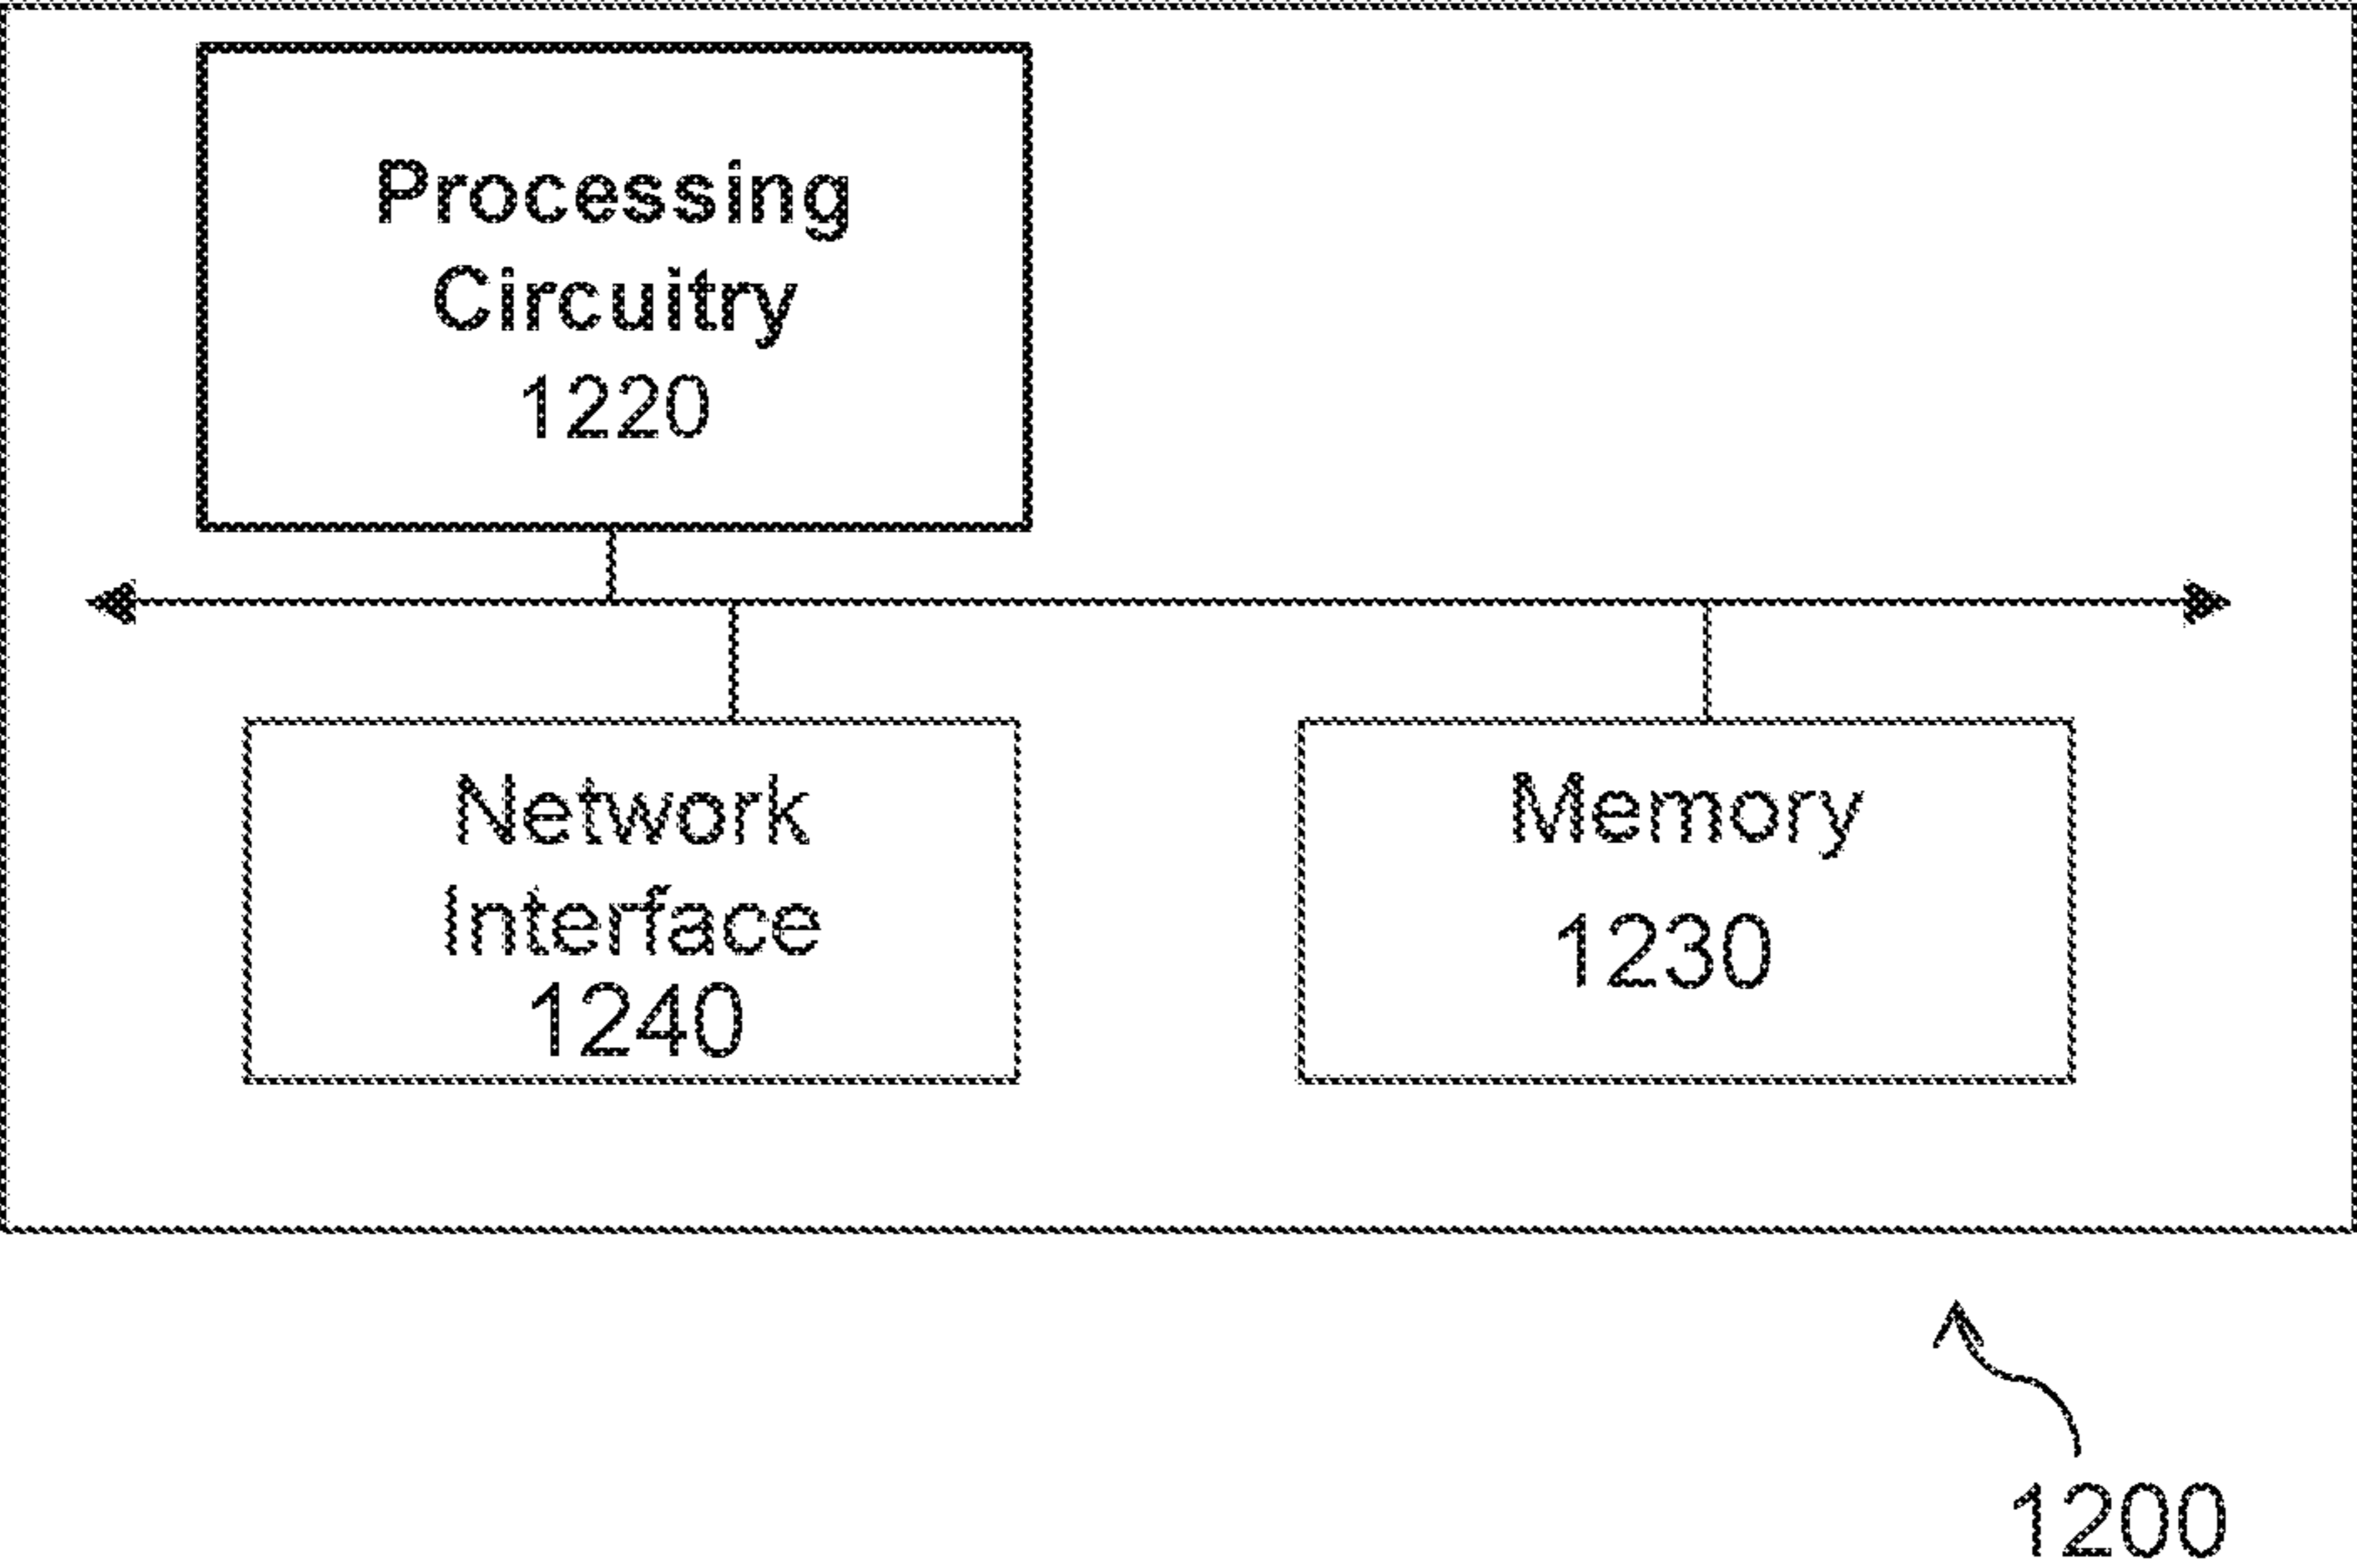 Processing
Circuitry
1220
Network
Interface
1240
Memory
1230
1200